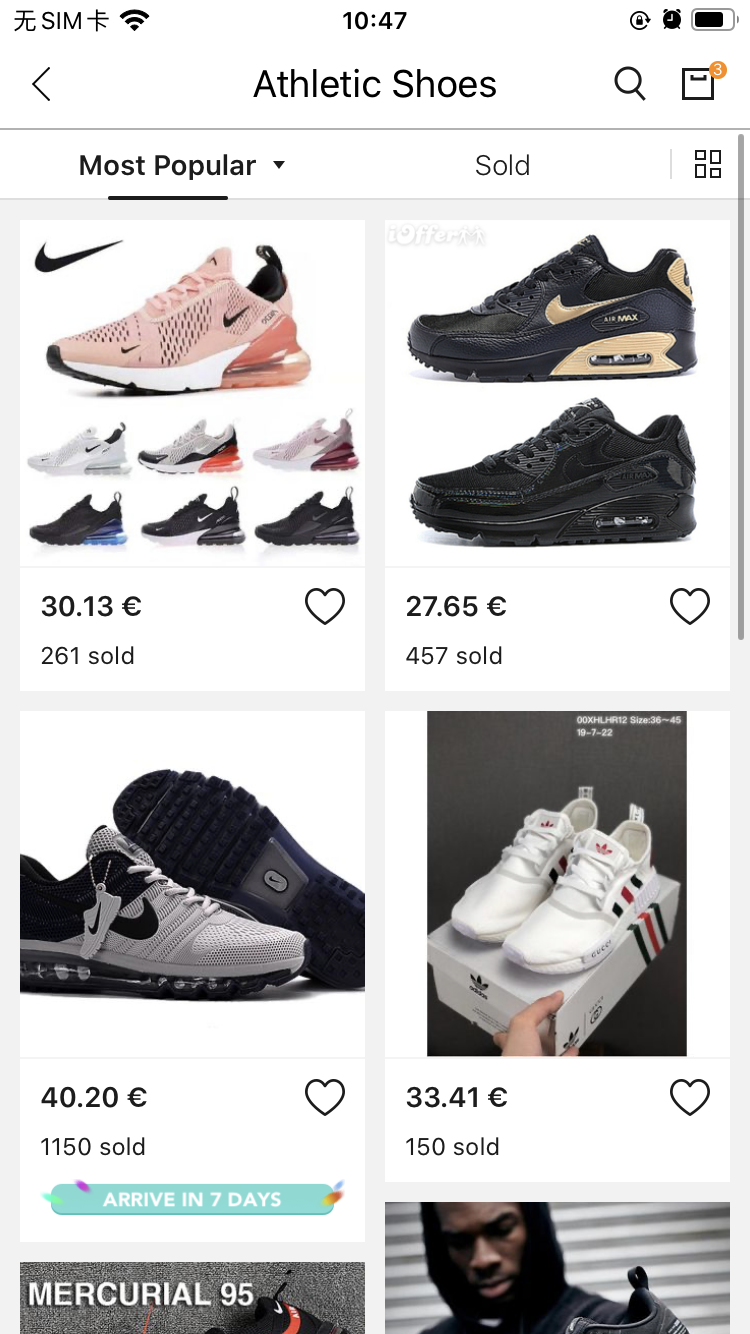 无SIM卡
10:47
Athletic Shoes
3
Most Popular
Sold
iOffer
AIR MAX
30.13 €
261 sold
27.65 €
457 sold
00XHLHR12 Size:36~45
19-7-22
GUCCI
adidas
40.20 €
1150 sold
ARRIVE IN 7 DAYS
33.41 €
150 sold
MERCURIAL 95